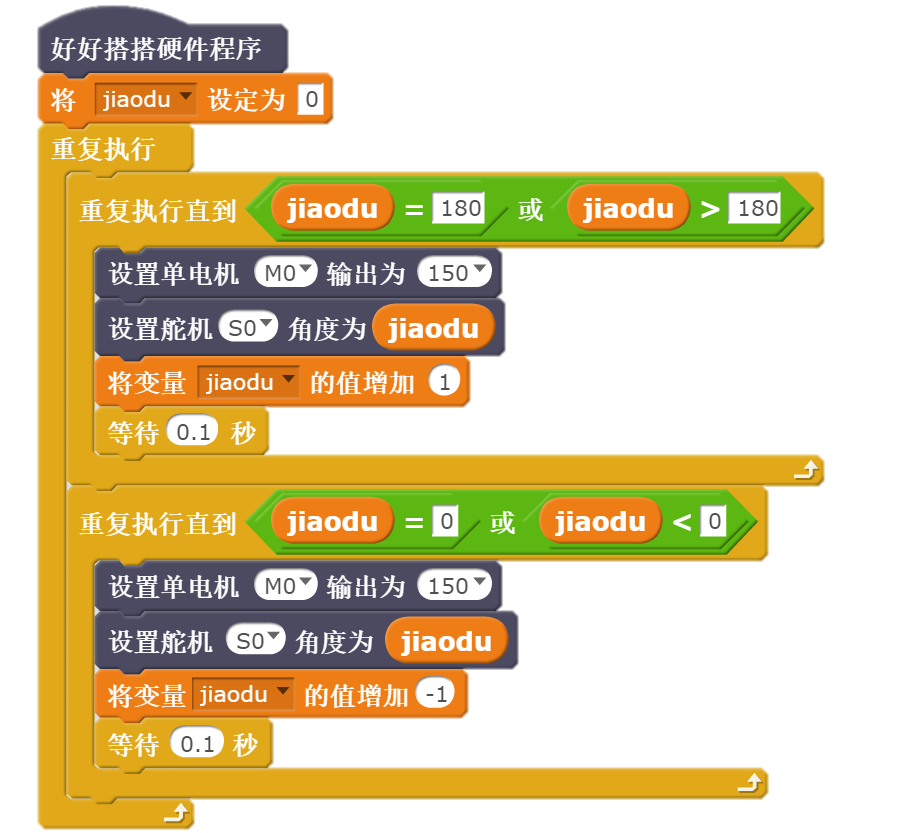 好好搭搭硬件程序
将 jiaodu 设定为 0
重复执行
重复执行直到 jiaodu = 180 或 jiaodu > 180
设置单电机 M0 输出为 150
设置舵机 S0 角度为 jiaodu
将变量 jiaodu 的值增加 1
等待 0.1 秒
重复执行直到 jiaodu = 0 或 jiaodu < 0
设置单电机 M0 输出为 150
设置舵机 S0 角度为 jiaodu
将变量 jiaodu 的值增加 -1
等待 0.1 秒